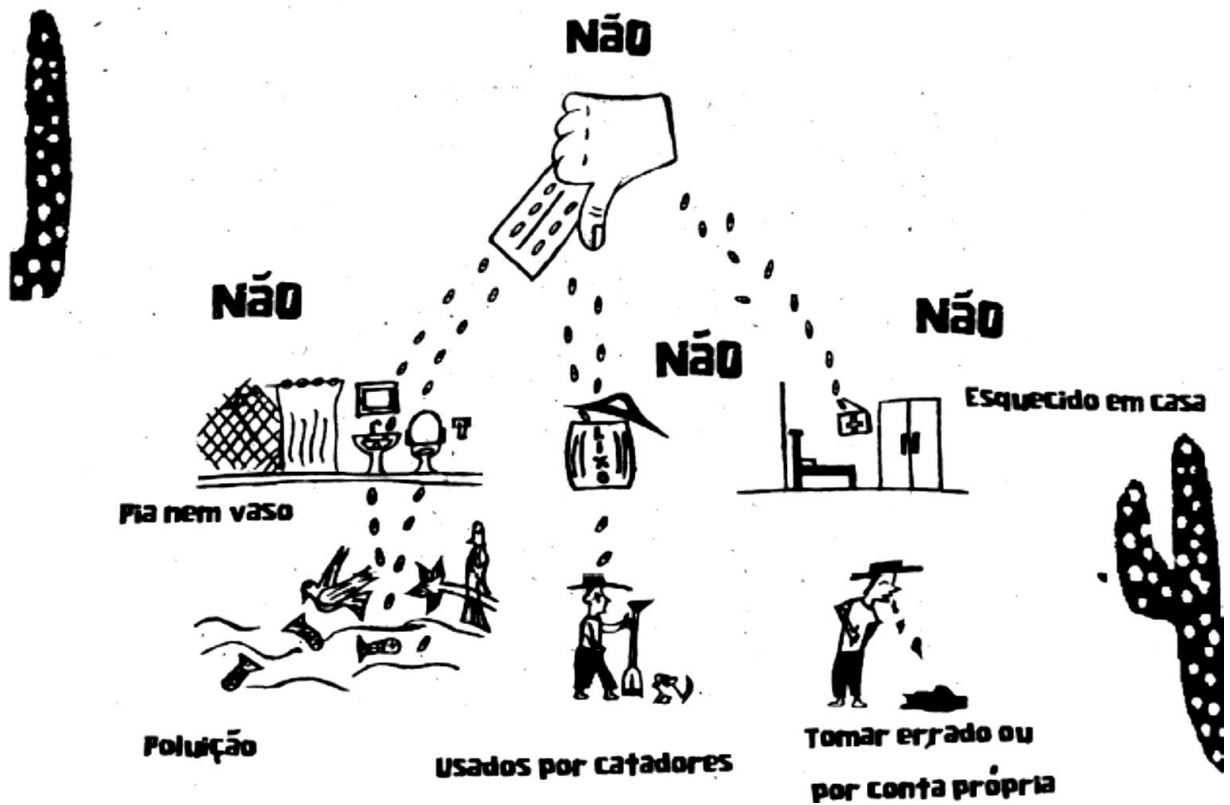 Não
Não
Não
Não
Esquecido em casa
LIXO
Pia nem vaso
Poluição
Usados por catadores
Tomar errado ou
por conta própria